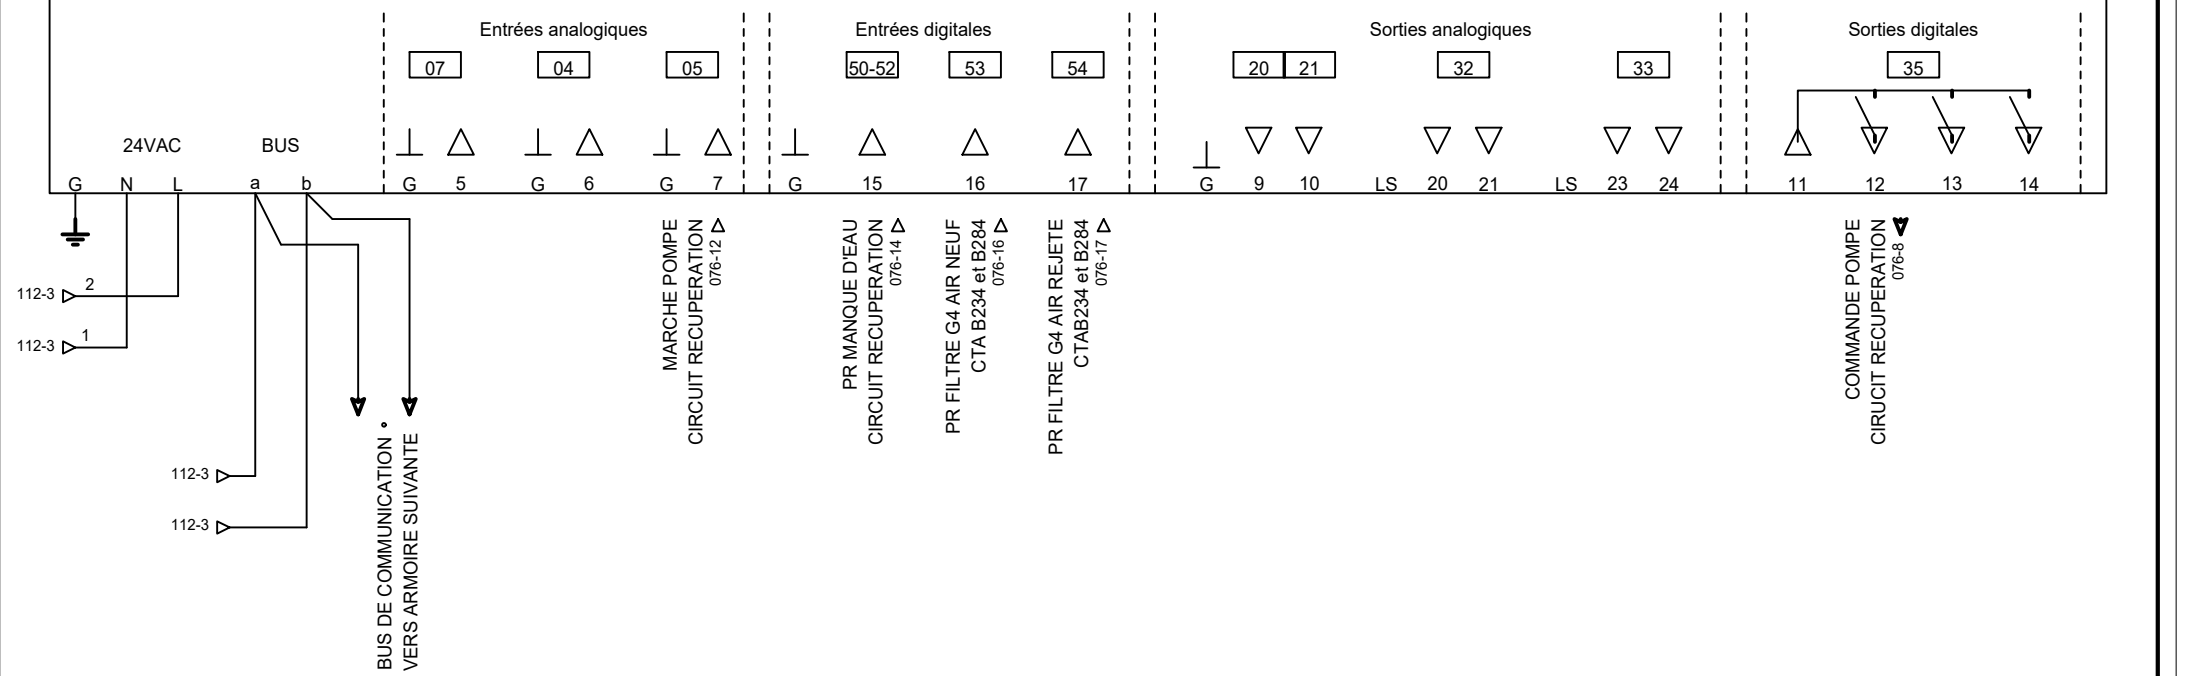 Entrées analogiques
Entrées digitales
Sorties analogiques
Sorties digitales
07
04
05
50-52
53
54
20
21
32
33
35
24VAC
BUS
G
N
L
a
b
G
5
G
6
G
7
G
15
16
17
G
9
10
LS
20
21
LS
23
24
11
12
13
14
112-3
2
112-3
1
112-3
112-3
BUS DE COMMUNICATION °
VERS ARMOIRE SUIVANTE
MARCHE POMPE
CIRCUIT RECUPERATION
076-12
PR MANQUE D'EAU
CIRCUIT RECUPERATION
076-14
PR FILTRE G4 AIR NEUF
CTA B234 et B284
076-16
PR FILTRE G4 AIR REJETE
CTAB234 et B284
076-17
COMMANDE POMPE
CIRUCIT RECUPERATION
076-8